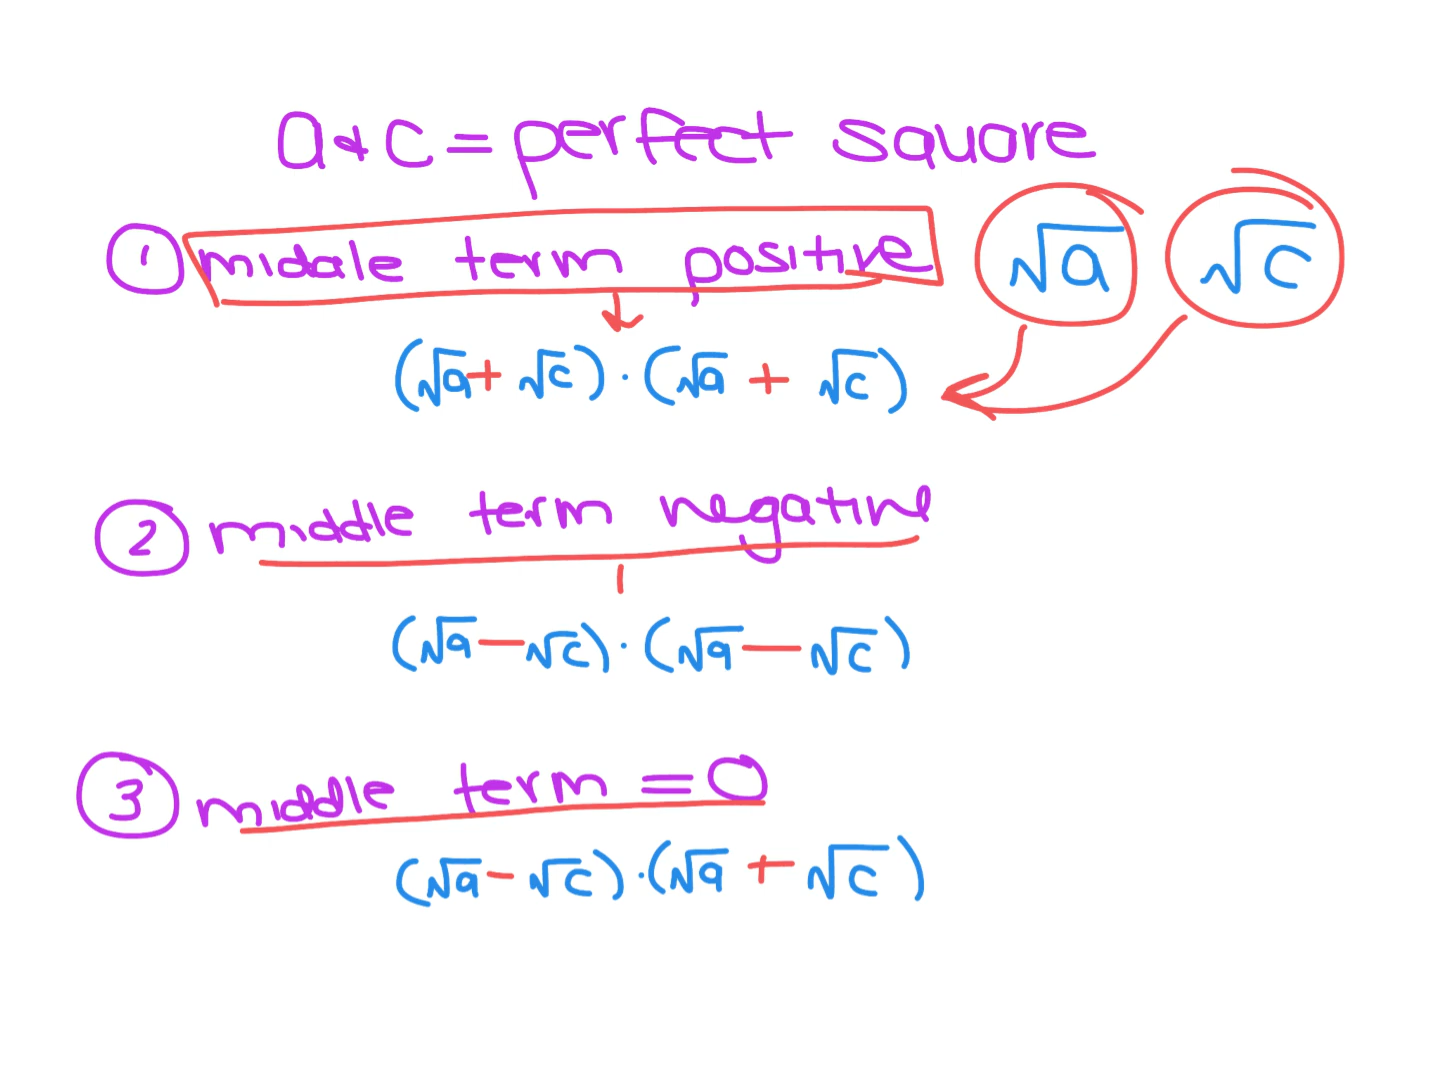 a & c = perfect square
① middle term positive √a √c
(√a + √c) · (√a + √c)
② middle term negative
(√a − √c) · (√a − √c)
③ middle term = 0
(√a − √c) · (√a + √c)